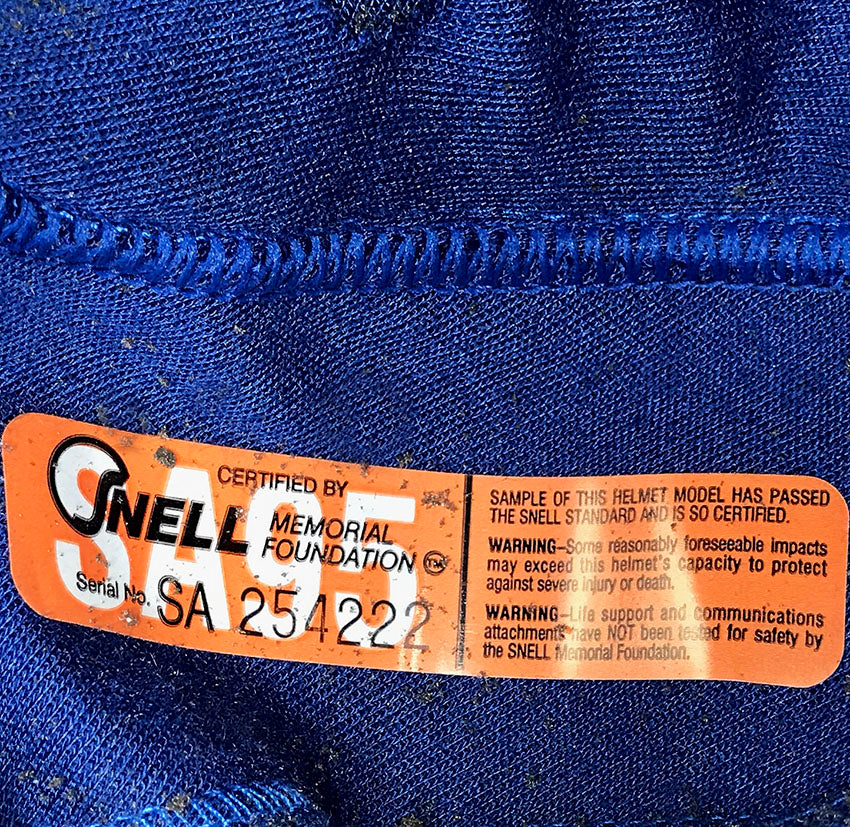 SA95
CERTIFIED BY
SNELL MEMORIAL
FOUNDATION TM
Serial No. SA 254222
SAMPLE OF THIS HELMET MODEL HAS PASSED
THE SNELL STANDARD AND IS SO CERTIFIED.
WARNING–Some reasonably foreseeable impacts
may exceed this helmet's capacity to protect
against severe injury or death.
WARNING–Life support and communications
attachments have NOT been tested for safety by
the SNELL Memorial Foundation.